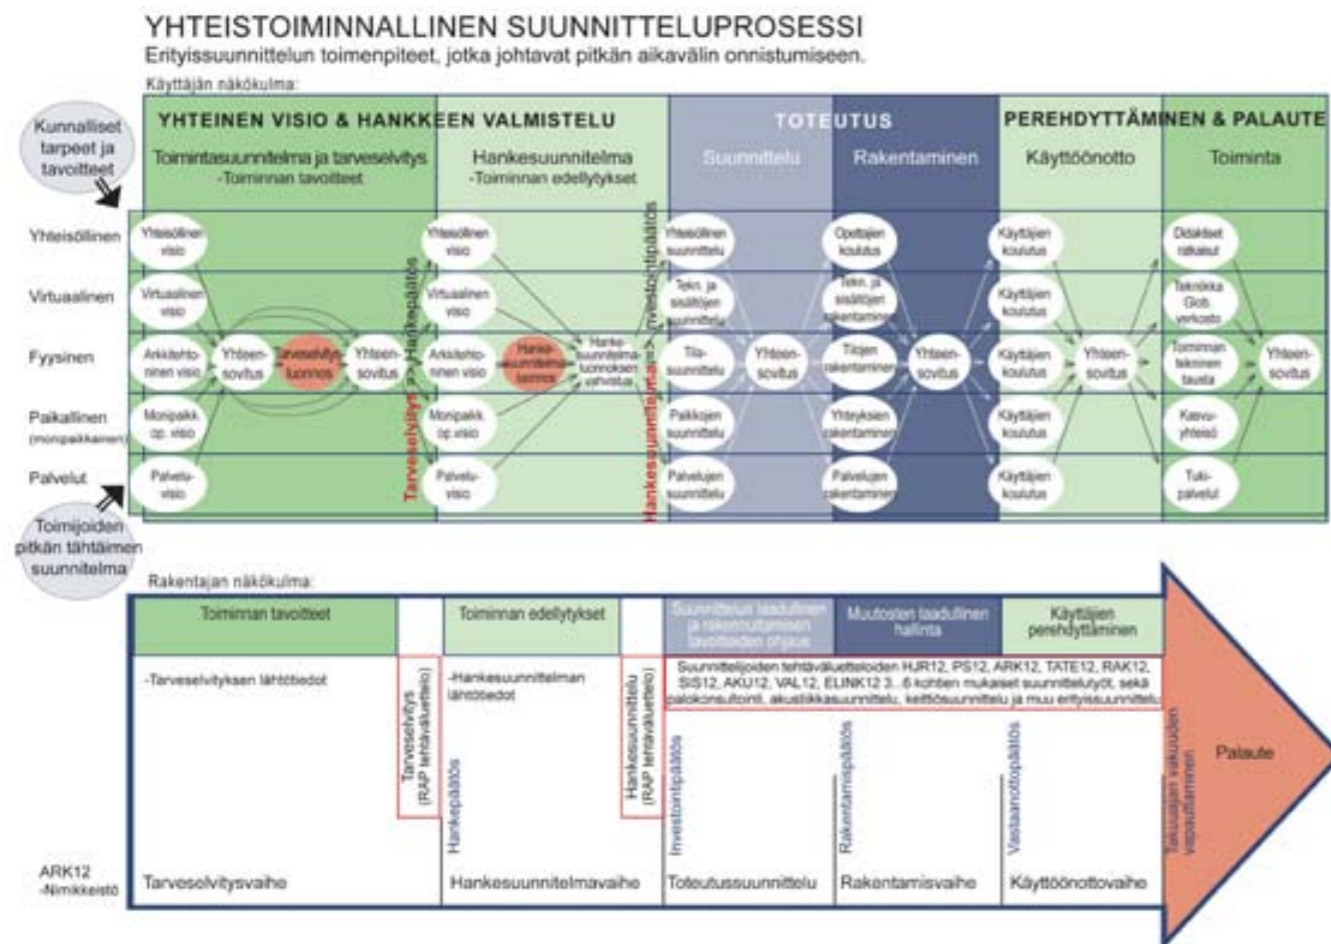 YHTEISTOIMINNALLINEN SUUNNITTELUPROSESSI
Erityissuunnittelun toimenpiteet, jotka johtavat pitkän aikavälin onnistumiseen.
Käyttäjän näkökulma:
Kunnalliset
tarpeet ja
tavoitteet
YHTEINEN VISIO & HANKKEEN VALMISTELU
TOTEUTUS
PEREHDYTTÄMINEN & PALAUTE
Toimintasuunnitelma ja tarveselvitys
-Toiminnan tavoitteet
Hankesuunnitelma
-Toiminnan edellytykset
Suunnittelu
Rakentaminen
Käyttöönotto
Toiminta
Yhteisöllinen
Yhteisöllinen
visio
Yhteisöllinen
visio
Yhteisöllinen
suunnittelu
Opettajien
koulutus
Käyttäjien
koulutus
Didaktiset
ratkaisut
Virtuaalinen
Virtuaalinen
visio
Virtuaalinen
visio
Tekn. ja
sisältöjen
suunnittelu
Tekn. ja
sisältöjen
rakentaminen
Käyttäjien
koulutus
Tekniikka
Glob.
verkosto
Fyysinen
Arkkitehto-
ninen visio
Yhteen-
sovitus
Tarveselvitys-
luonnos
Yhteen-
sovitus
Arkkitehto-
ninen visio
Hanke-
suunnitelma-
luonnos
Hanke-
suunnitelma-
luonnoksen
vahvistus
Tila-
suunnittelu
Yhteen-
sovitus
Tilojen
rakentaminen
Yhteen-
sovitus
Käyttäjien
koulutus
Yhteen-
sovitus
Toiminnan
tekninen
tausta
Yhteen-
sovitus
Paikallinen
(monipaikkainen)
Monipaikk.
op. visio
Monipaikk.
op. visio
Paikkojen
suunnittelu
Yhteyksien
rakentaminen
Käyttäjien
koulutus
Kasvu-
yhteisö
Palvelut
Palvelu-
visio
Palvelu-
visio
Palvelujen
suunnittelu
Palvelujen
rakentaminen
Käyttäjien
koulutus
Tuki-
palvelut
Tarveselvitys => Hankepäätös
Hankesuunnitelma => Investointipäätös
Toimijoiden
pitkän tähtäimen
suunnitelma
Rakentajan näkökulma:
Toiminnan tavoitteet
Toiminnan edellytykset
Suunnittelun laadullinen
ja rakennuttamisen
tavoitteiden ohjaus
Muutosten laadullinen
hallinta
Käyttäjien
perehdyttäminen
-Tarveselvityksen lähtötiedot
Tarveselvitys
(RAP tehtäväluettelo)
-Hankesuunnittelman
lähtötiedot
Hankesuunnittelu
(RAP tehtäväluettelo)
Suunnittelijoiden tehtäväluetteloiden HJR12, PS12, ARK12, TATE12, RAK12,
SIS12, AKU12, VAL12, ELINK12 3...6 kohtien mukaiset suunnittelutyöt, sekä
palokonsultointi, akustiikkasuunnittelu, keittiösuunnittelu ja muu erityissuunnittelu
Hankepäätös
Investointipäätös
Rakentamispäätös
Vastaanottopäätös
Takuuajan vakuuden
vapauttaminen
Palaute
ARK12
-Nimikkeistö
Tarveselvitysvaihe
Hankesuunnitelmavaihe
Toteutussuunnittelu
Rakentamisvaihe
Käyttöönottovaihe